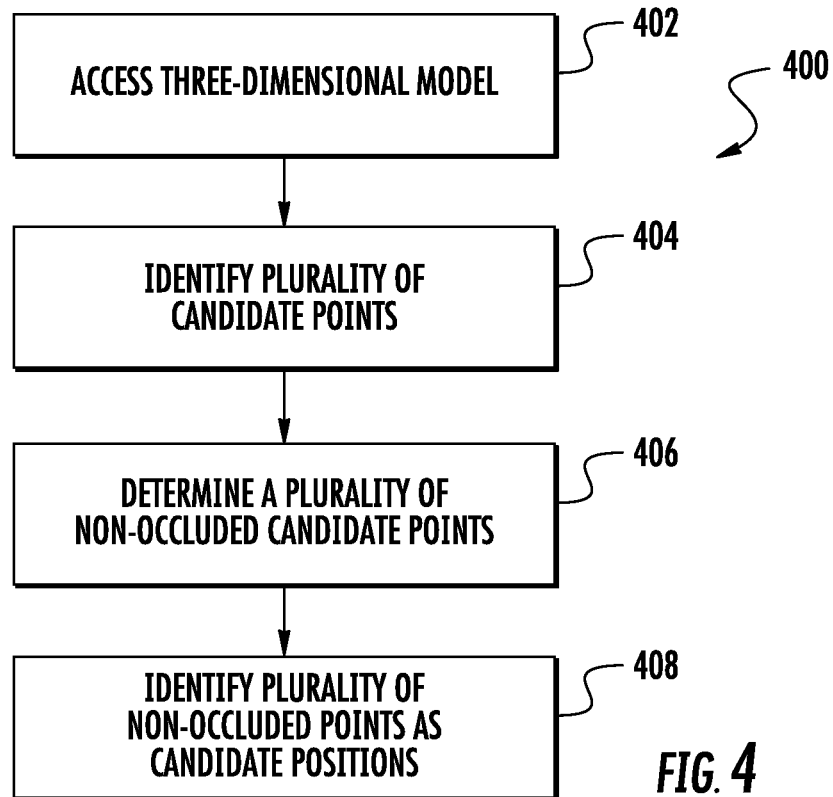 402
ACCESS THREE-DIMENSIONAL MODEL
400
404
IDENTIFY PLURALITY OF
CANDIDATE POINTS
406
DETERMINE A PLURALITY OF
NON-OCCLUDED CANDIDATE POINTS
408
IDENTIFY PLURALITY OF
NON-OCCLUDED POINTS AS
CANDIDATE POSITIONS
FIG. 4